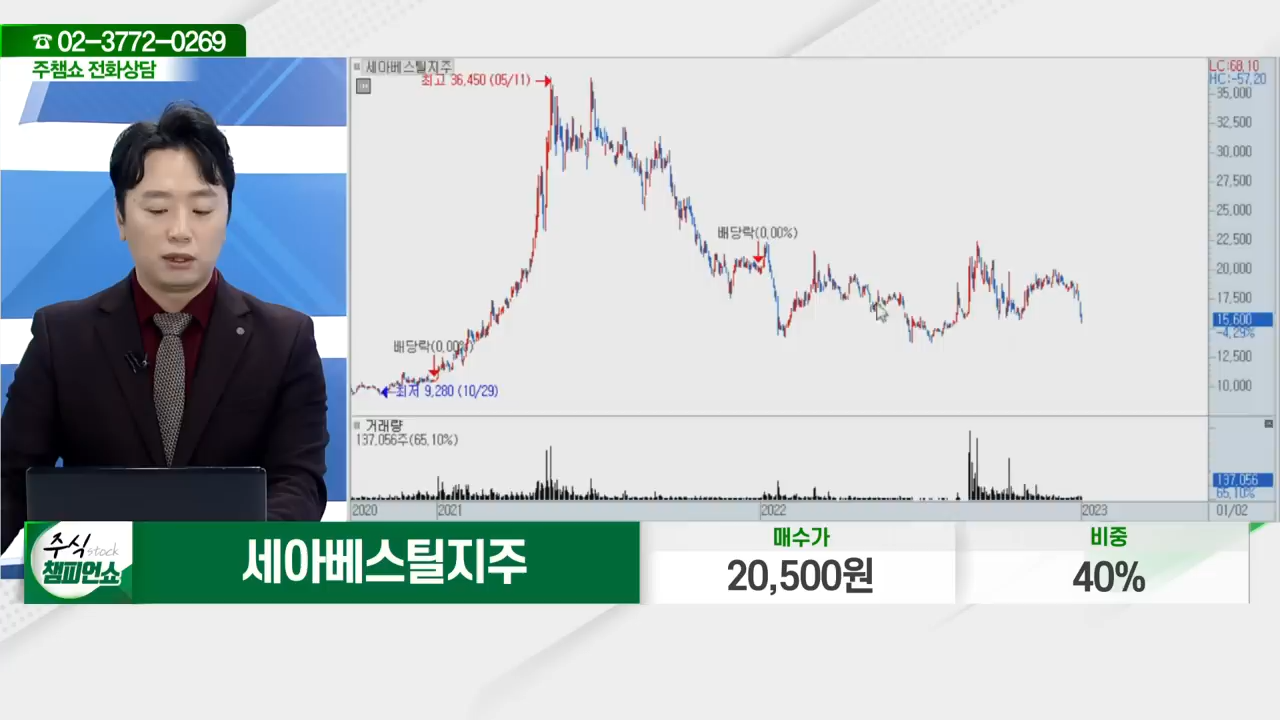 ☎ 02-3772-0269
주챔쇼 전화상담
세아베스틸지주
최고 36,450 (05/11)
배당락(0,00%)
배당락(0,00%)
최저 9,280 (10/29)
LC:68,10
HC:-57,20
35,000
32,500
30,000
27,500
25,000
22,500
20,000
17,500
15,600
-4,29%
12,500
10,000
거래량
137,056주(65,10%)
137,056
65,10%
2020
2021
2022
2023
01/02
주식 stock
챔피언쇼
세아베스틸지주
매수가
20,500원
비중
40%